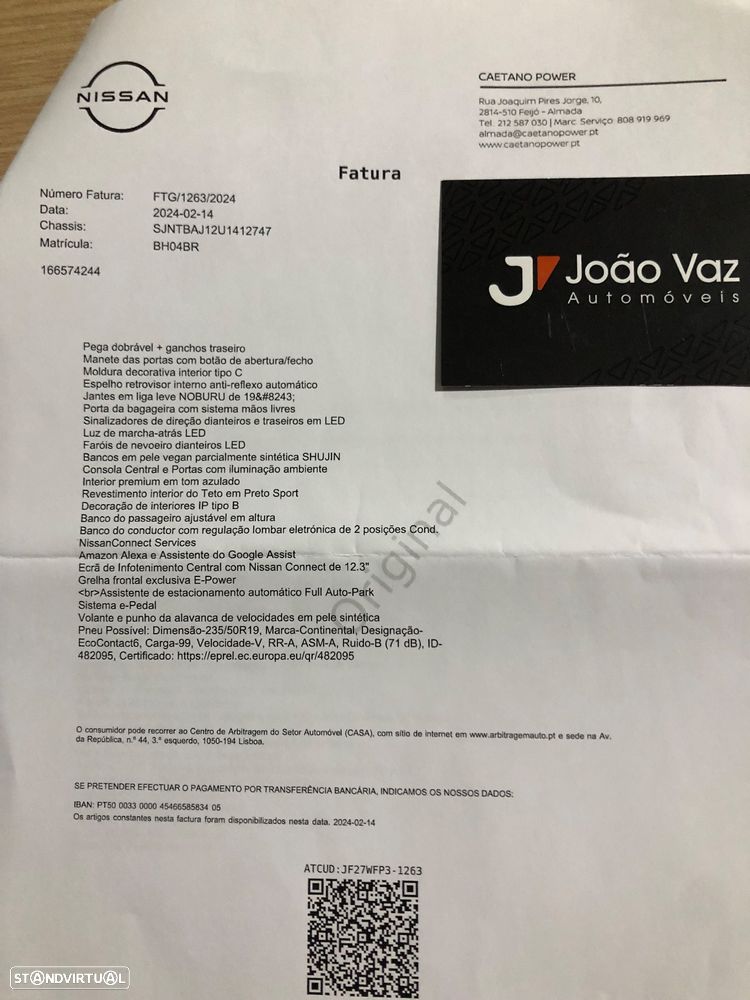 NISSAN
CAETANO POWER
Rua Joaquim Pires Jorge, 10,
2814-510 Feijó - Almada
Tel. 212 587 030 | Marc. Serviço 808 919 969
almada@caetanopower.pt
www.caetanopower.pt
Fatura
Número Fatura: FTG/1263/2024
Data: 2024-02-14
Chassis: SJNTBAJ12U1412747
Matrícula: BH04BR
166574244
J João Vaz
Automóveis
Pega dobrável + ganchos traseiro
Manete das portas com botão de abertura/fecho
Moldura decorativa interior tipo C
Espelho retrovisor interno anti-reflexo automático
Jantes em liga leve NOBURU de 19&#8243;
Porta da bagageira com sistema mãos livres
Sinalizadores de direção dianteiros e traseiros em LED
Luz de marcha-atrás LED
Faróis de nevoeiro dianteiros LED
Bancos em pele vegan parcialmente sintética SHUJIN
Consola Central e Portas com iluminação ambiente
Interior premium em tom azulado
Revestimento interior do Teto em Preto Sport
Decoração de interiores IP tipo B
Banco do passageiro ajustável em altura
Banco do conductor com regulação lombar eletrónica de 2 posições Cond.
NissanConnect Services
Amazon Alexa e Assistente do Google Assist
Ecrã de Infotenimento Central com Nissan Connect de 12.3"
Grelha frontal exclusiva E-Power
<br>Assistente de estacionamento automático Full Auto-Park
Sistema e-Pedal
Volante e punho da alavanca de velocidades em pele sintética
Pneu Possível: Dimensão-235/50R19, Marca-Continental, Designação-
EcoContact6, Carga-99, Velocidade-V, RR-A, ASM-A, Ruido-B (71 dB), ID-
482095, Certificado: https://eprel.ec.europa.eu/qr/482095
Original
O consumidor pode recorrer ao Centro de Arbitragem do Setor Automóvel (CASA), com sítio de internet em www.arbitragemauto.pt e sede na Av.
da República, n.º 44, 3.º esquerdo, 1050-194 Lisboa.
SE PRETENDER EFECTUAR O PAGAMENTO POR TRANSFERÊNCIA BANCÁRIA, INDICAMOS OS NOSSOS DADOS:
IBAN: PT50 0033 0000 45466585834 05
Os artigos constantes nesta factura foram disponibilizados nesta data. 2024-02-14
ATCUD:JF27WFP3-1263
STANDVIRTUAL